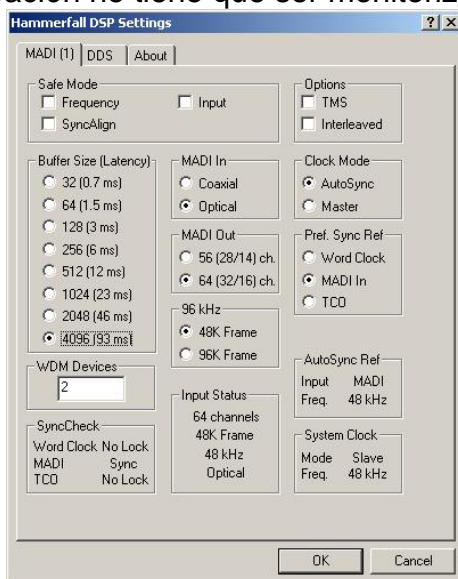 no tiene que ser
Hammerfall DSP Settings
MADI (1) DDS About
Safe Mode
Frequency Input
SyncAlign
Options
TMS
Interleaved
Buffer Size (Latency)
32 (0.7 ms)
64 (1.5 ms)
128 (3 ms)
256 (6 ms)
512 (12 ms)
1024 (23 ms)
2048 (46 ms)
4096 (93 ms)
MADI In
Coaxial
Optical
Clock Mode
AutoSync
Master
MADI Out
56 (28/14) ch.
64 (32/16) ch.
Pref. Sync Ref
Word Clock
MADI In
TCO
96 kHz
48K Frame
96K Frame
WDM Devices
2
AutoSync Ref
Input MADI
Freq. 48 kHz
Input Status
64 channels
48K Frame
48 kHz
Optical
SyncCheck
Word Clock No Lock
MADI Sync
TCO No Lock
System Clock
Mode Slave
Freq. 48 kHz
OK Cancel